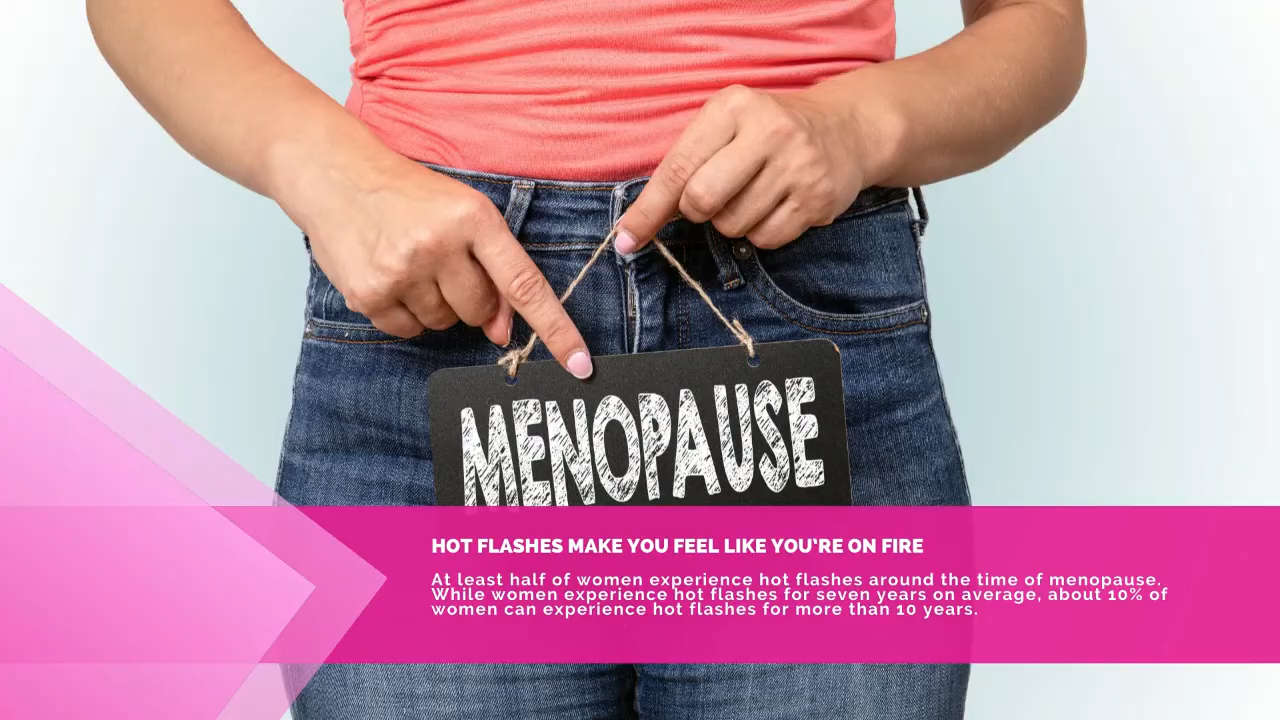 MENOPAUSE
HOT FLASHES MAKE YOU FEEL LIKE YOU'RE ON FIRE
At least half of women experience hot flashes around the time of menopause.
While women experience hot flashes for seven years on average, about 10% of
women can experience hot flashes for more than 10 years.